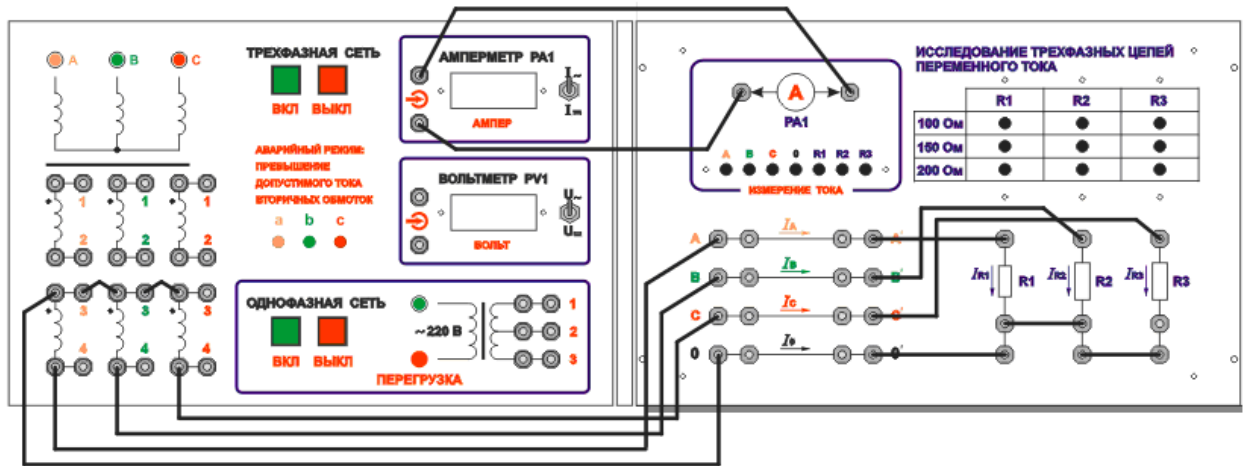 A B C
ТРЕХФАЗНАЯ СЕТЬ
ВКЛ ВЫКЛ
АВАРИЙНЫЙ РЕЖИМ:
ПРЕВЫШЕНИЕ
ДОПУСТИМОГО ТОКА
ВТОРИЧНЫХ ОБМОТОК
a b c
1 1 1
2 2 2
3 3 3
4 4 4
АМПЕРМЕТР PA1
I~
I=
АМПЕР
ВОЛЬТМЕТР PV1
U~
U=
ВОЛЬТ
ОДНОФАЗНАЯ СЕТЬ
ВКЛ ВЫКЛ
~220 В
ПЕРЕГРУЗКА
1
2
3
A
PA1
A B C 0 R1 R2 R3
ИЗМЕРЕНИЕ ТОКА
ИССЛЕДОВАНИЕ ТРЕХФАЗНЫХ ЦЕПЕЙ
ПЕРЕМЕННОГО ТОКА
R1 R2 R3
100 Ом
150 Ом
200 Ом
A IA A'
B IB B'
C IC C'
0 I0 0'
IR1 R1 IR2 R2 IR3 R3